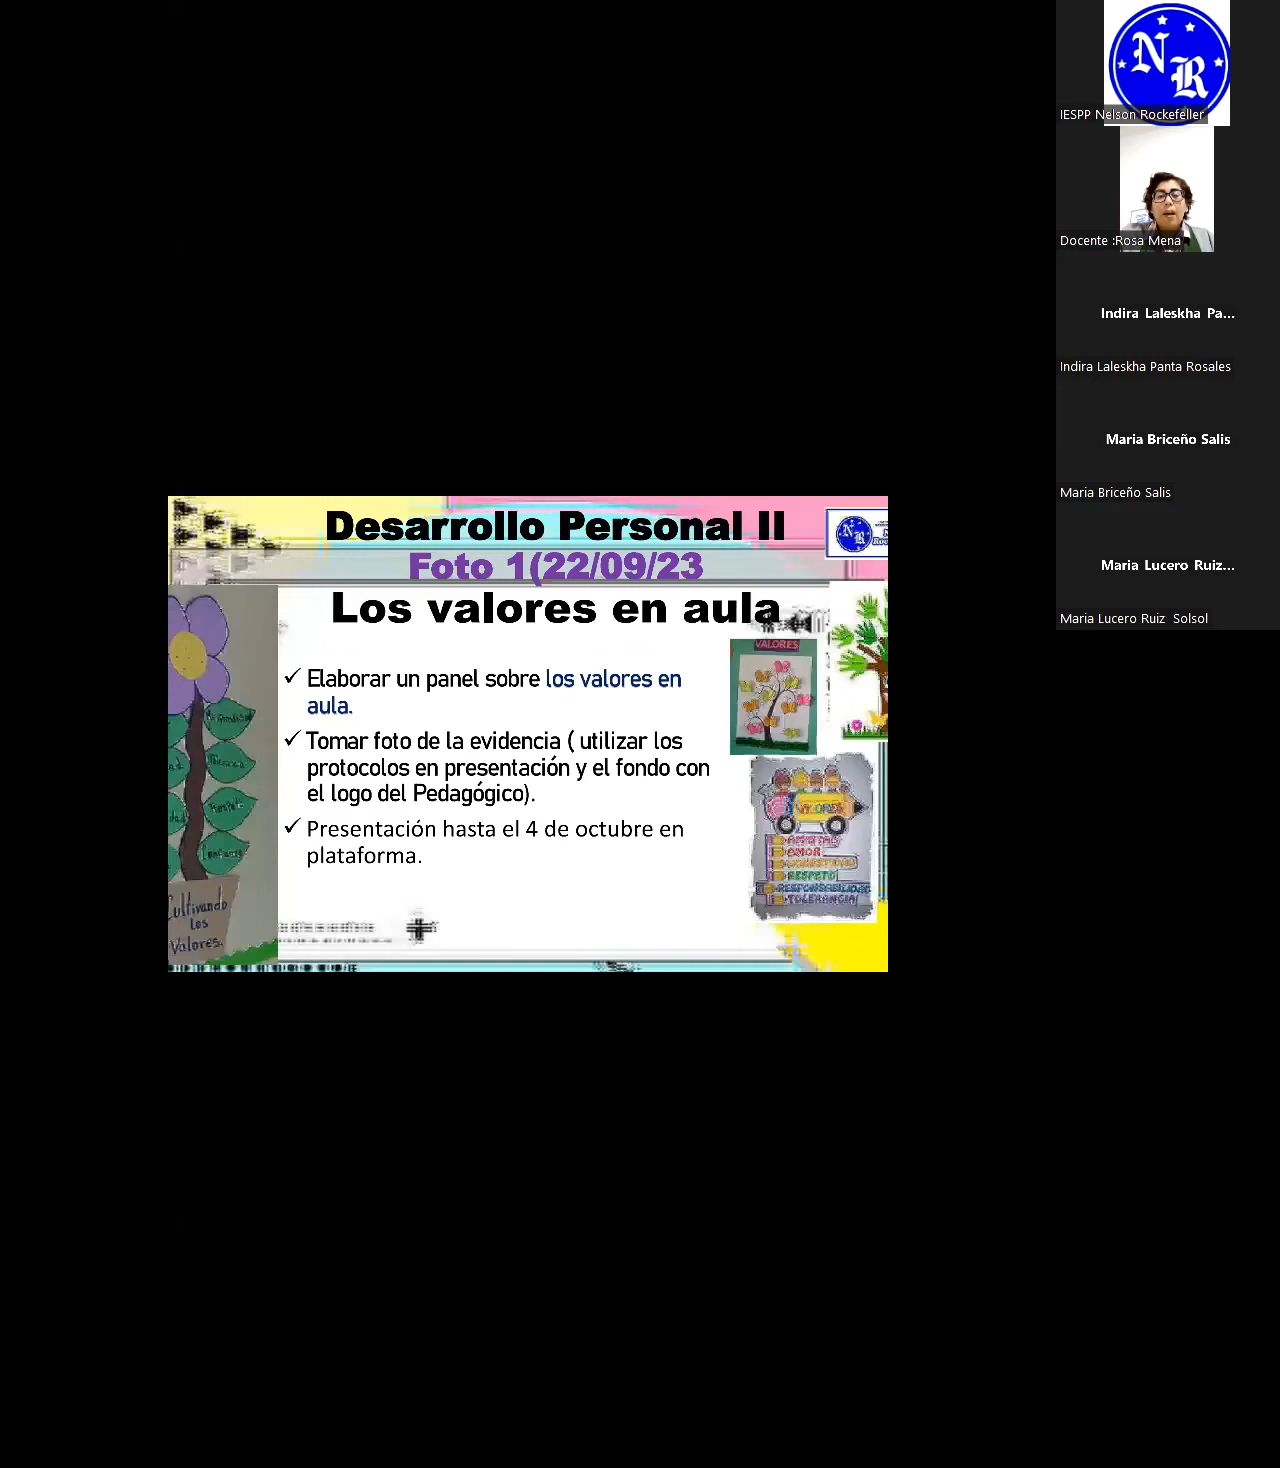 Desarrollo Personal II
Foto 1(22/09/23
Los valores en aula
✓ Elaborar un panel sobre los valores en
aula.
✓ Tomar foto de la evidencia ( utilizar los
protocolos en presentación y el fondo con
el logo del Pedagógico).
✓ Presentación hasta el 4 de octubre en
plataforma.
Cultivando
los
Valores.
VALORES
VALORES
AMISTAD
AMOR
RESPETO
RESPONSABILIDAD
TOLERANCIA
NR
NR
IESPP Nelson Rockefeller
Docente :Rosa Mena
Indira Laleskha Pa...
Indira Laleskha Panta Rosales
Maria Briceño Salis
Maria Briceño Salis
Maria Lucero Ruiz...
Maria Lucero Ruiz Solsol